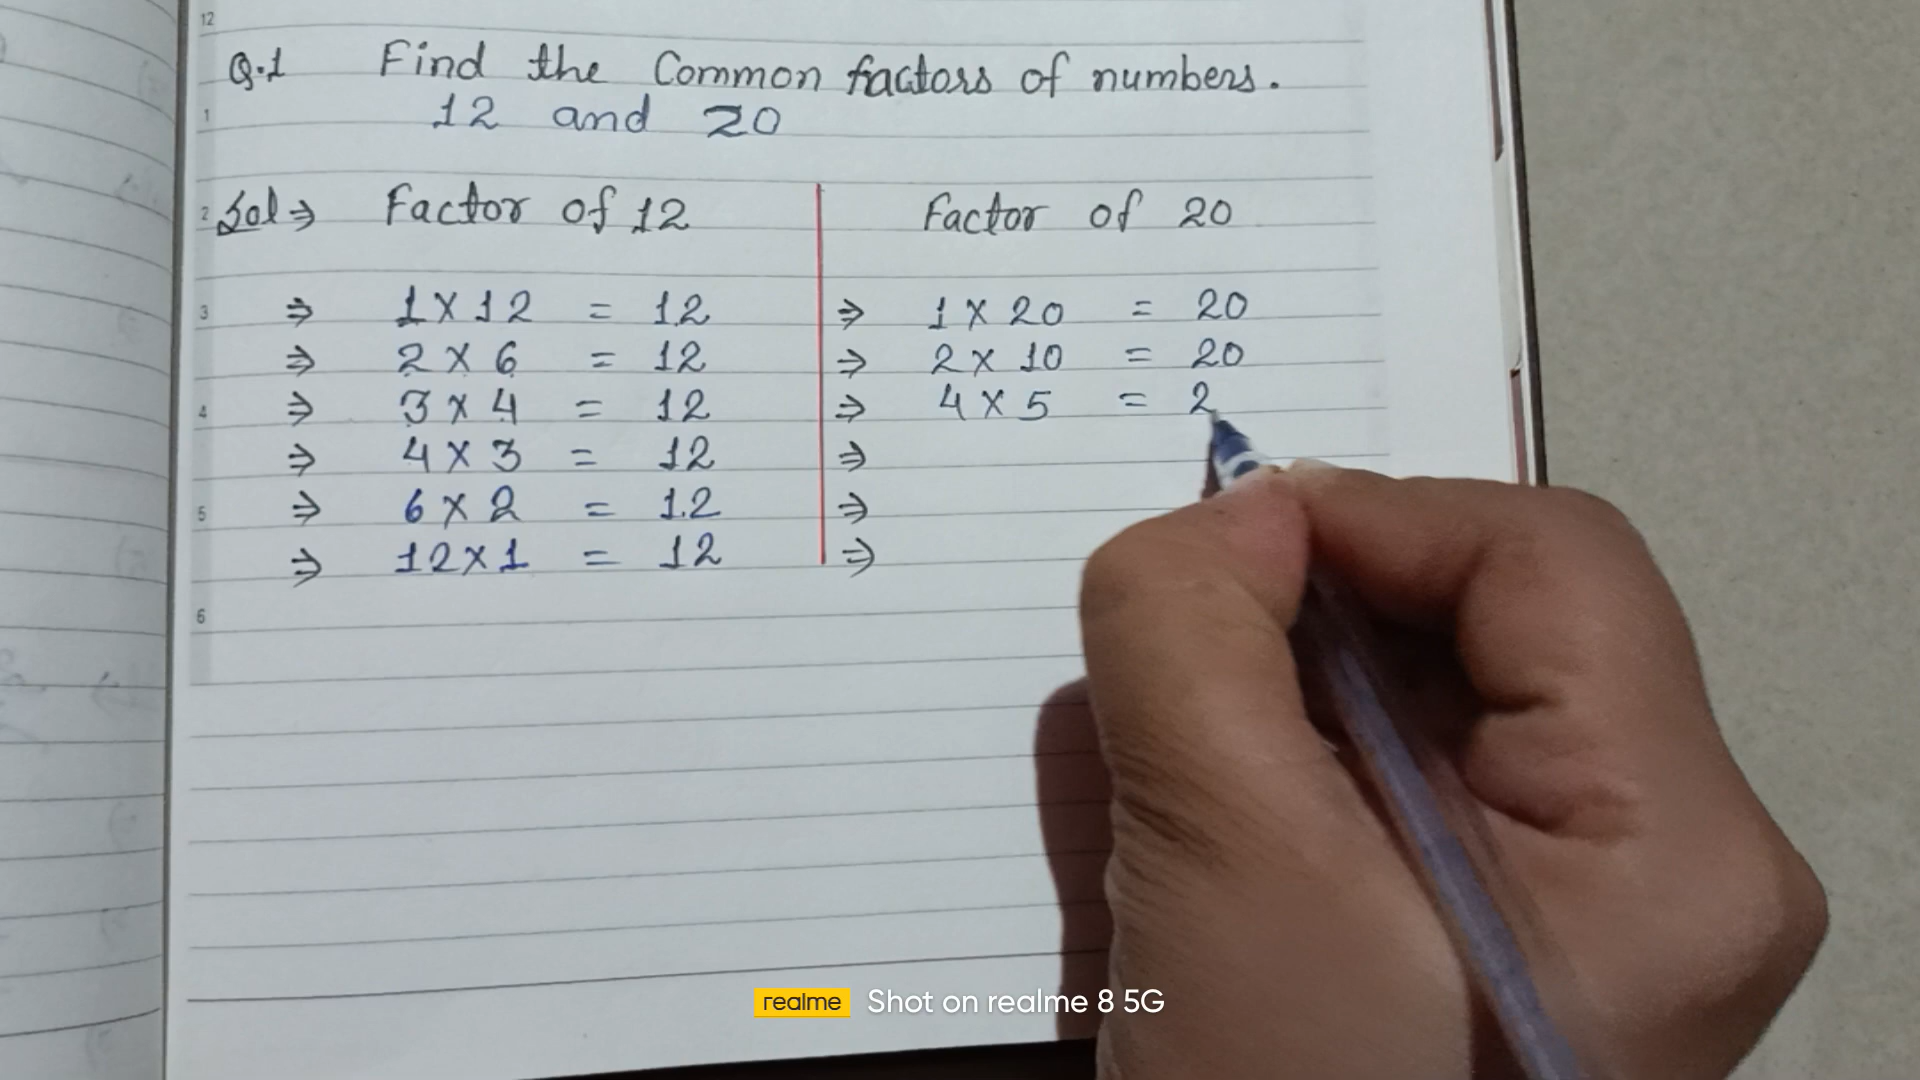 12
Q.1 Find the Common factors of numbers.
1 12 and 20
2 Sol ⇒ Factor of 12 Factor of 20
3 ⇒ 1 X 12 = 12 ⇒ 1 X 20 = 20
⇒ 2 X 6 = 12 ⇒ 2 X 10 = 20
4 ⇒ 3 X 4 = 12 ⇒ 4 X 5 = 2
⇒ 4 X 3 = 12 ⇒
5 ⇒ 6 X 2 = 12 ⇒
⇒ 12 X 1 = 12 ⇒
6
realme Shot on realme 8 5G